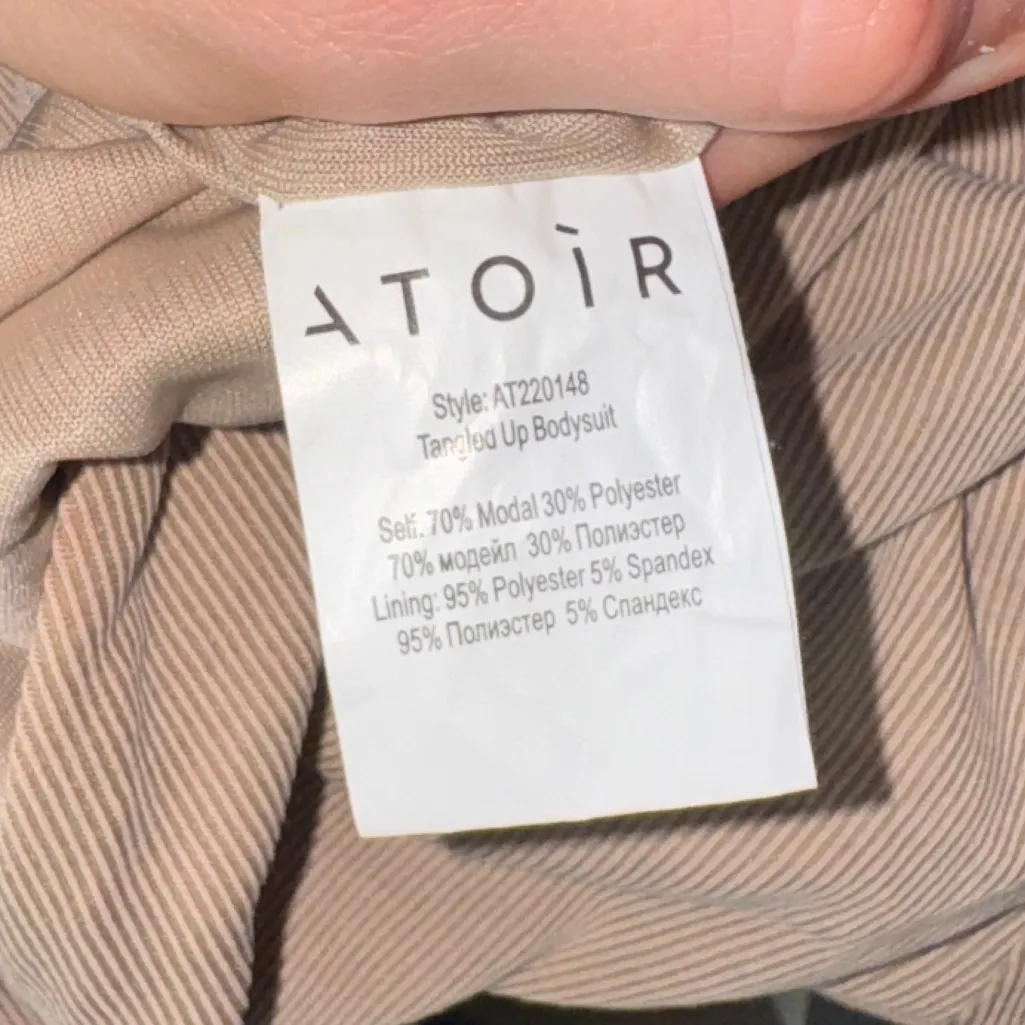 ATOÌR
Style: AT220148
Tangled Up Bodysuit
Self: 70% Modal 30% Polyester
70% модейл 30% Полиэстер
Lining: 95% Polyester 5% Spandex
95% Полиэстер 5% Спандекс